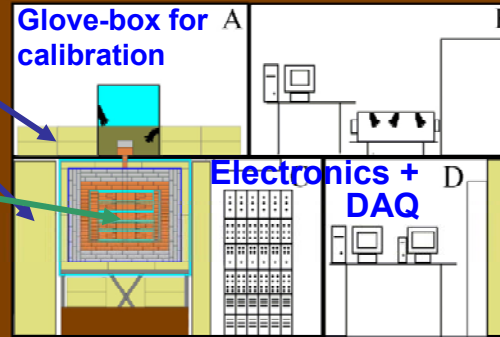 Glove-box for
calibration
A
Electronics +
DAQ
D